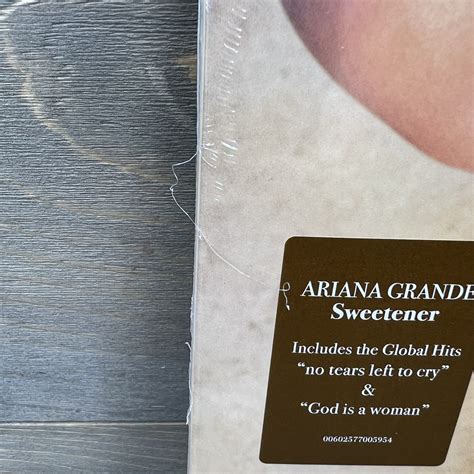 ARIANA GRANDE
Sweetener
Includes the Global Hits
“no tears left to cry”
&
“God is a woman”
00602577005954